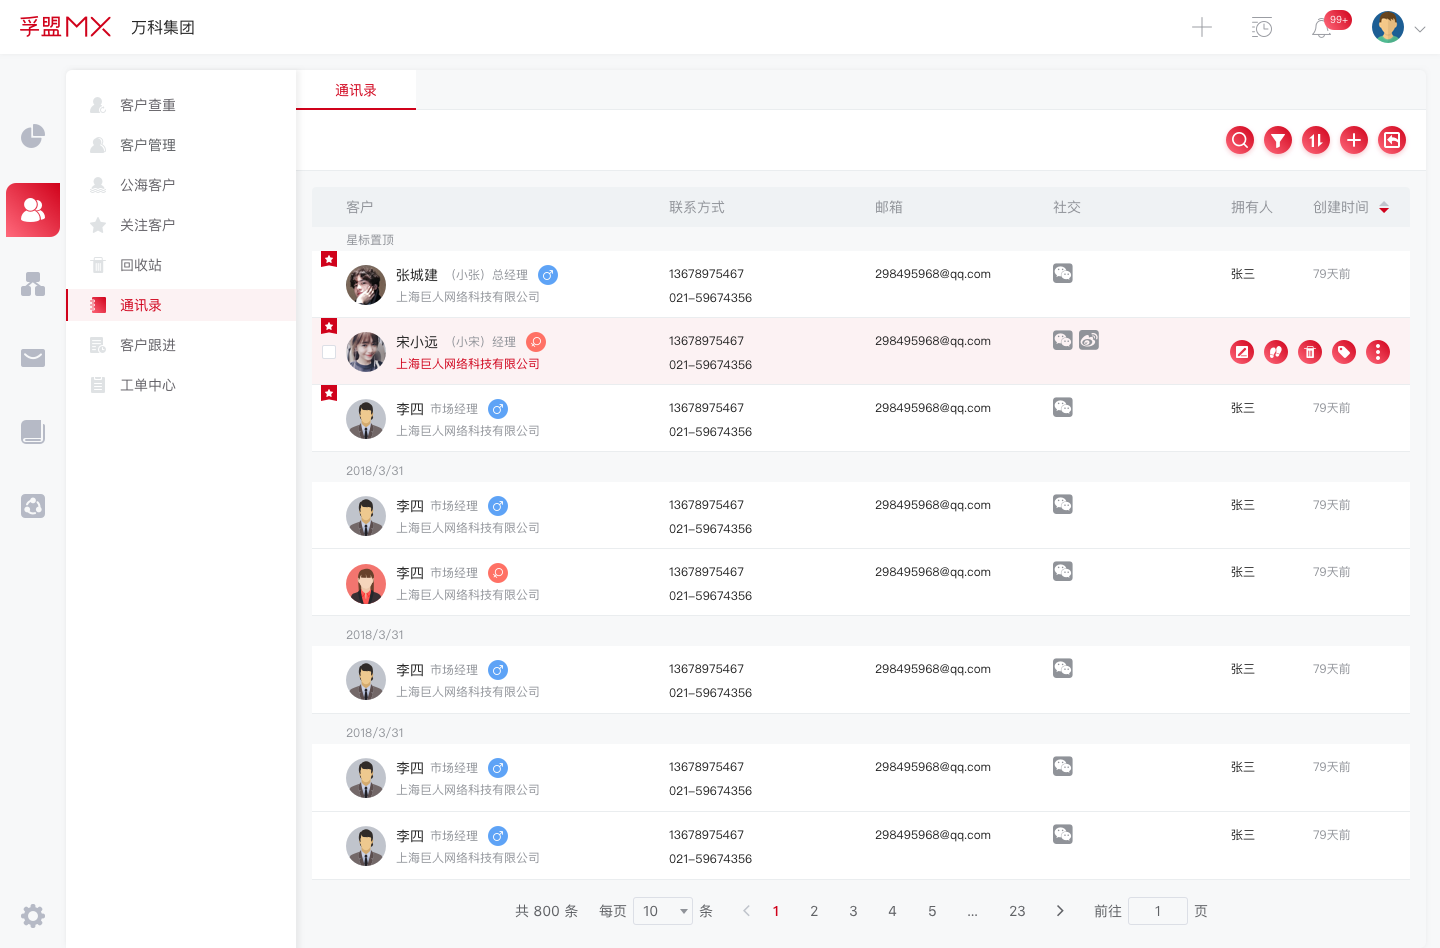 孚盟MX 万科集团 99+
客户查重
客户管理
公海客户
关注客户
回收站
通讯录
客户跟进
工单中心
通讯录
客户 联系方式 邮箱 社交 拥有人 创建时间
星标置顶
张城建 (小张) 总经理 13678975467 298495968@qq.com 张三 79天前
上海巨人网络科技有限公司 021-59674356
宋小远 (小宋) 经理 13678975467 298495968@qq.com
上海巨人网络科技有限公司 021-59674356
李四 市场经理 13678975467 298495968@qq.com 张三 79天前
上海巨人网络科技有限公司 021-59674356
2018/3/31
李四 市场经理 13678975467 298495968@qq.com 张三 79天前
上海巨人网络科技有限公司 021-59674356
李四 市场经理 13678975467 298495968@qq.com 张三 79天前
上海巨人网络科技有限公司 021-59674356
2018/3/31
李四 市场经理 13678975467 298495968@qq.com 张三 79天前
上海巨人网络科技有限公司 021-59674356
2018/3/31
李四 市场经理 13678975467 298495968@qq.com 张三 79天前
上海巨人网络科技有限公司 021-59674356
李四 市场经理 13678975467 298495968@qq.com 张三 79天前
上海巨人网络科技有限公司 021-59674356
共 800 条 每页 10 条 1 2 3 4 5 ... 23 前往 1 页